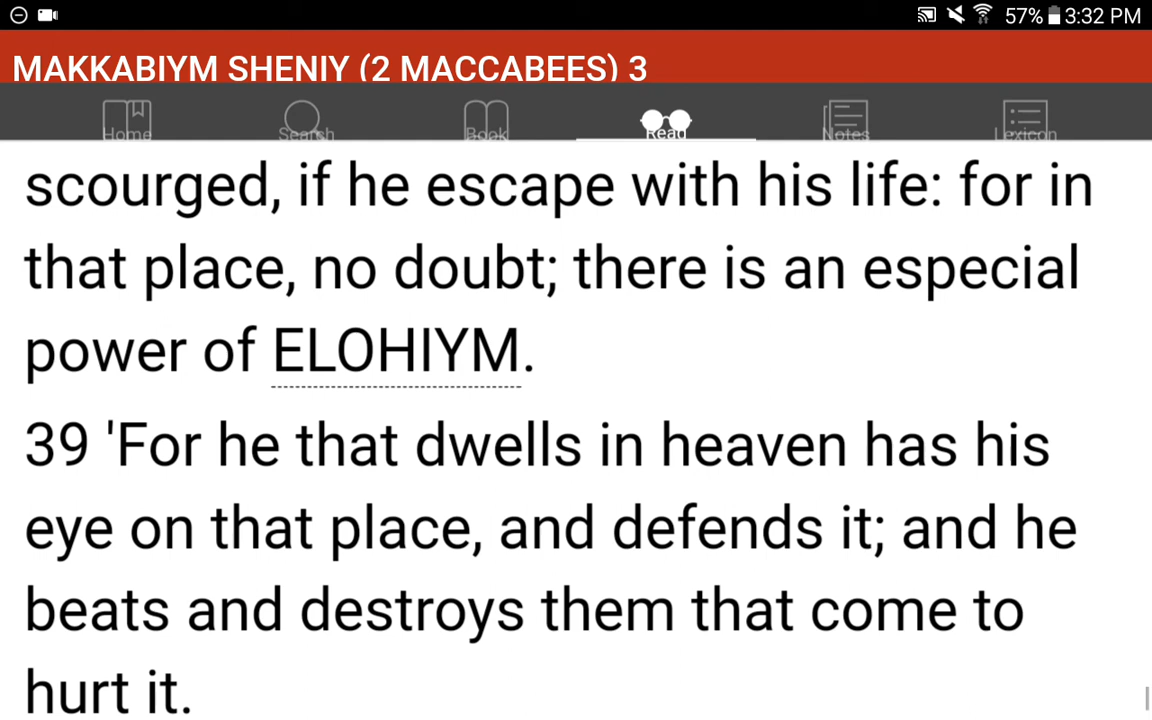 57% 3:32 PM
MAKKABIYM SHENIY (2 MACCABEES) 3
Home Search Book Read Notes Lexicon
scourged, if he escape with his life: for in
that place, no doubt; there is an especial
power of ELOHIYM.
39 'For he that dwells in heaven has his
eye on that place, and defends it; and he
beats and destroys them that come to
hurt it.